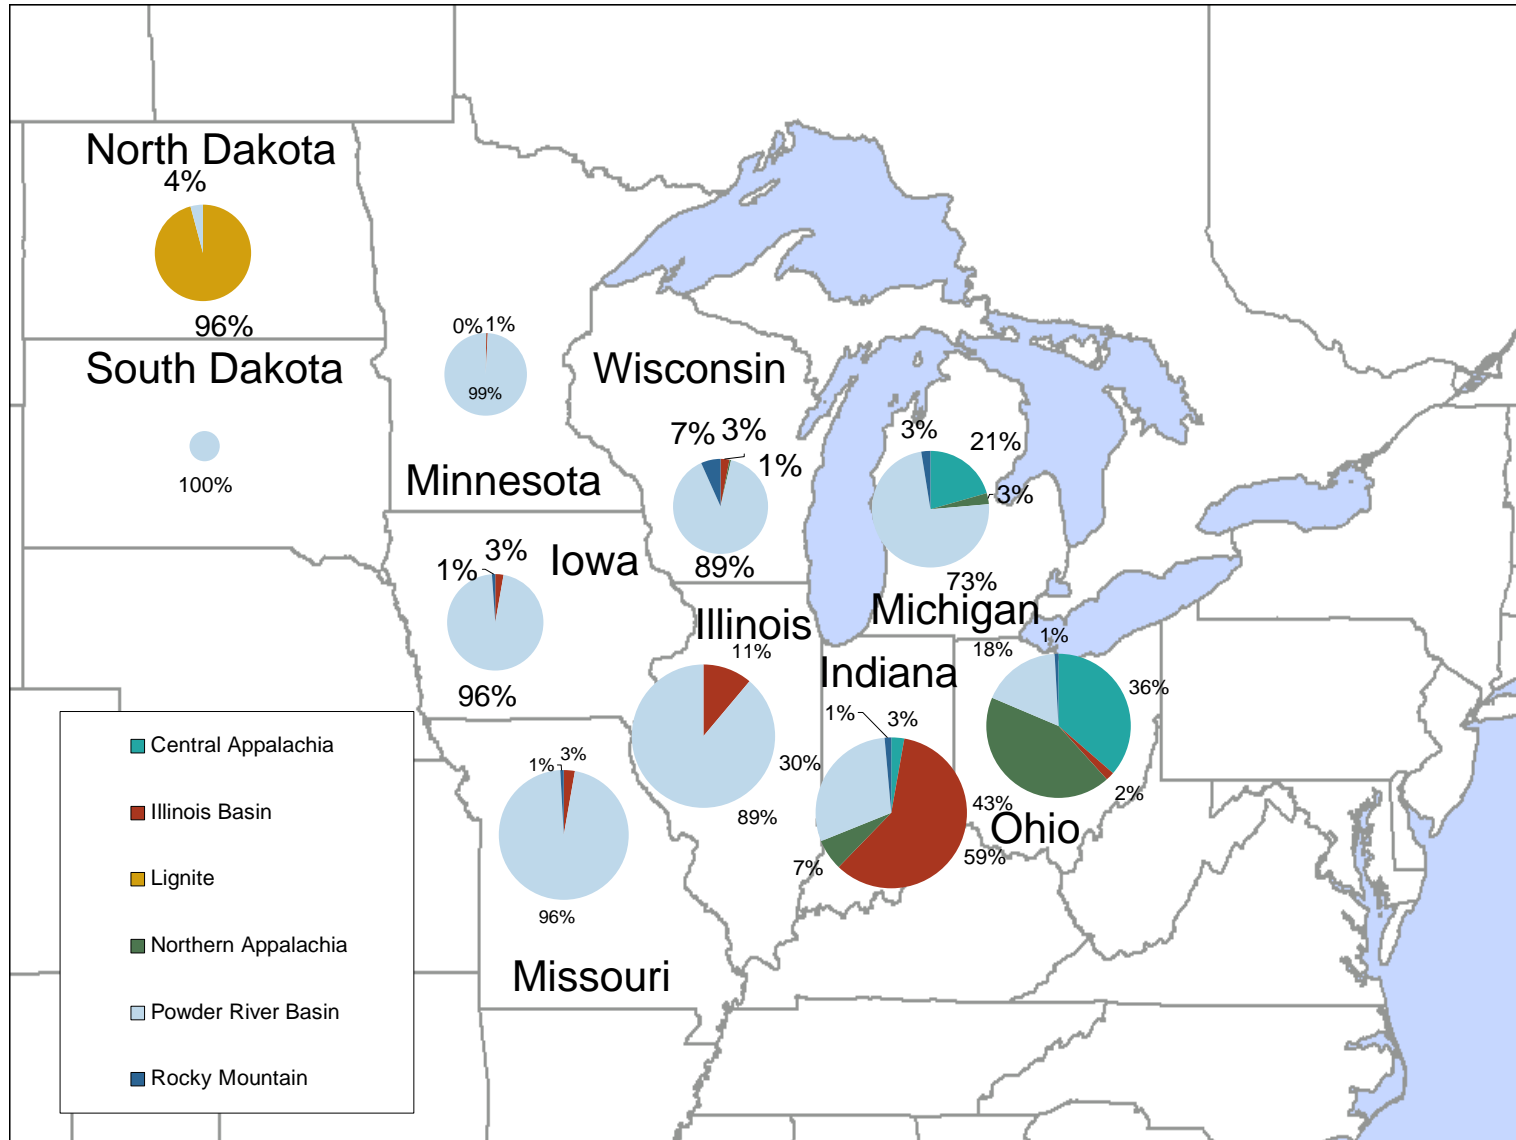 North Dakota
4%
96%
South Dakota
100%
0% 1%
99%
Minnesota
Wisconsin
7% 3%
1%
89%
3% 21%
3%
73%
Michigan
1% 3%
Iowa
96%
Illinois
11%
89%
Indiana
1% 3%
30%
7%
59%
18% 1%
36%
43%
2%
Ohio
1% 3%
96%
Missouri
Central Appalachia
Illinois Basin
Lignite
Northern Appalachia
Powder River Basin
Rocky Mountain